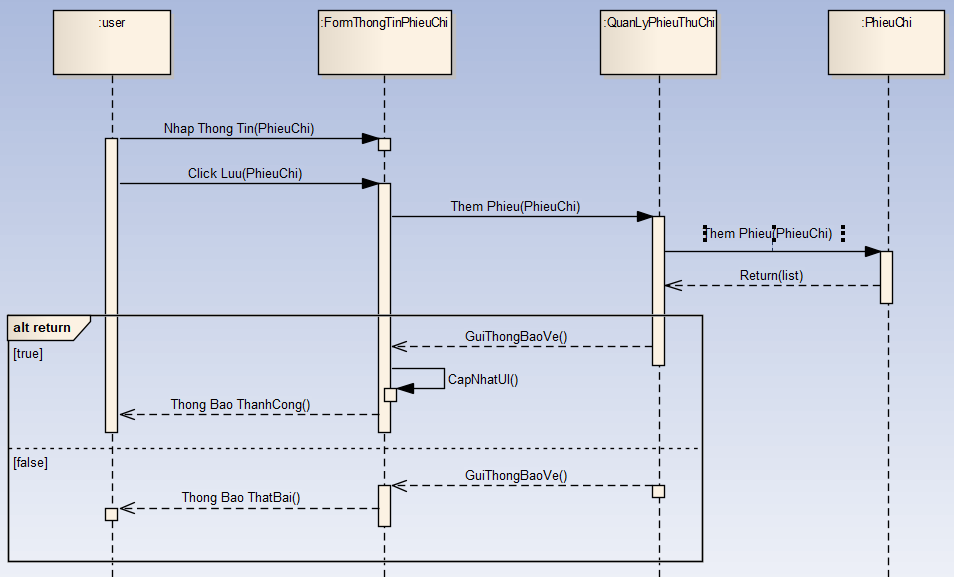 :user
:FormThongTinPhieuChi
:QuanLyPhieuThuChi
:PhieuChi
Nhap Thong Tin(PhieuChi)
Click Luu(PhieuChi)
Them Phieu(PhieuChi)
Them Phieu(PhieuChi)
Return(list)
alt return
[true]
GuiThongBaoVe()
CapNhatUI()
Thong Bao ThanhCong()
[false]
GuiThongBaoVe()
Thong Bao ThatBai()